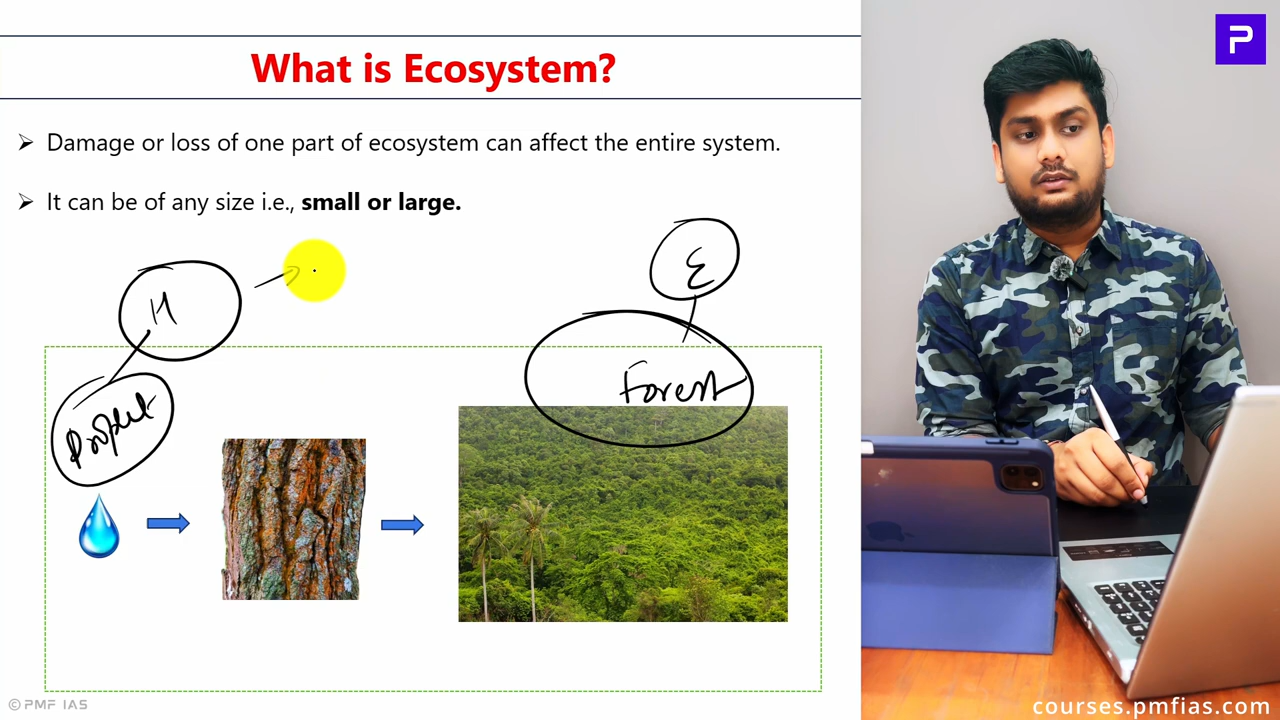 What is Ecosystem?
➢ Damage or loss of one part of ecosystem can affect the entire system.
➢ It can be of any size i.e., small or large.
E
H
Forest
P
© PMF IAS
courses.pmfias.com